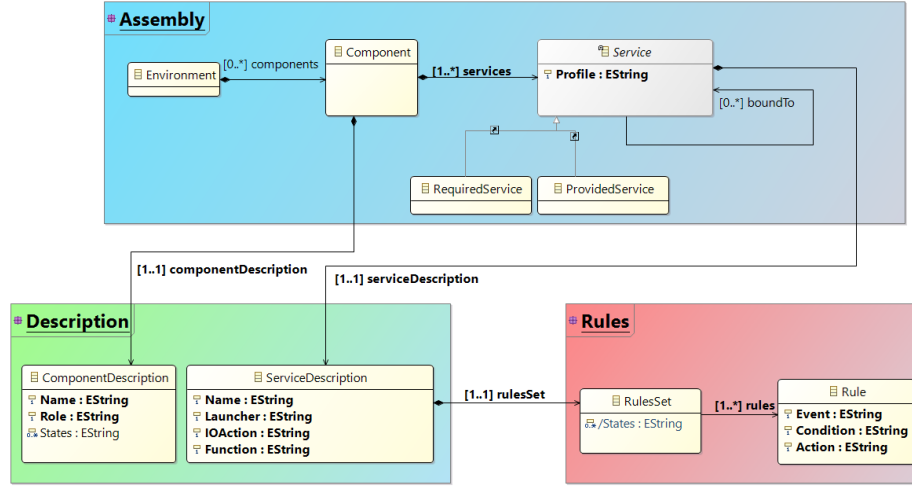 Assembly
Environment
[0..*] components
Component
[1..*] services
Service
Profile : EString
[0..*] boundTo
RequiredService
ProvidedService
[1..1] componentDescription
[1..1] serviceDescription
Description
ComponentDescription
Name : EString
Role : EString
States : EString
ServiceDescription
Name : EString
Launcher : EString
IOAction : EString
Function : EString
[1..1] rulesSet
Rules
RulesSet
/States : EString
[1..*] rules
Rule
Event : EString
Condition : EString
Action : EString